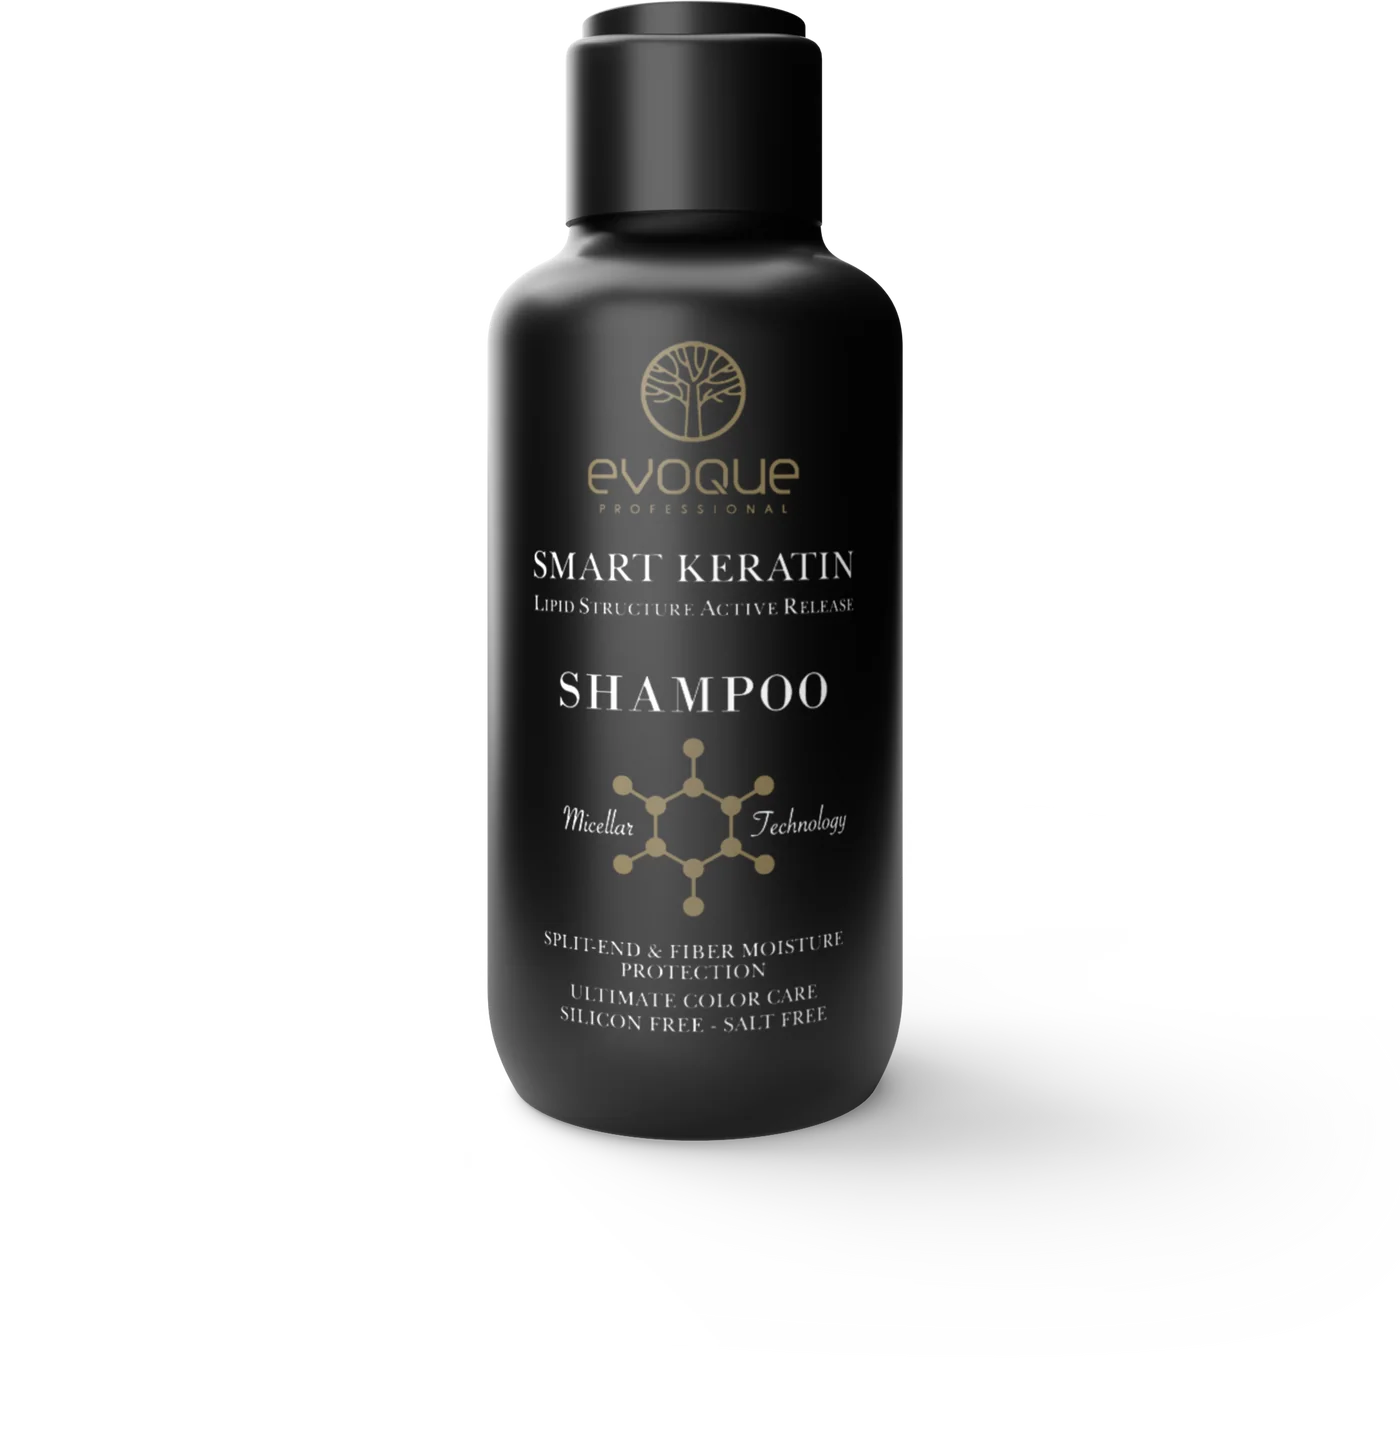 evoque
PROFESSIONAL
SMART KERATIN
LIPID STRUCTURE ACTIVE RELEASE
SHAMPOO
Micellar Technology
SPLIT-END & FIBER MOISTURE
PROTECTION
ULTIMATE COLOR CARE
SILICON FREE - SALT FREE